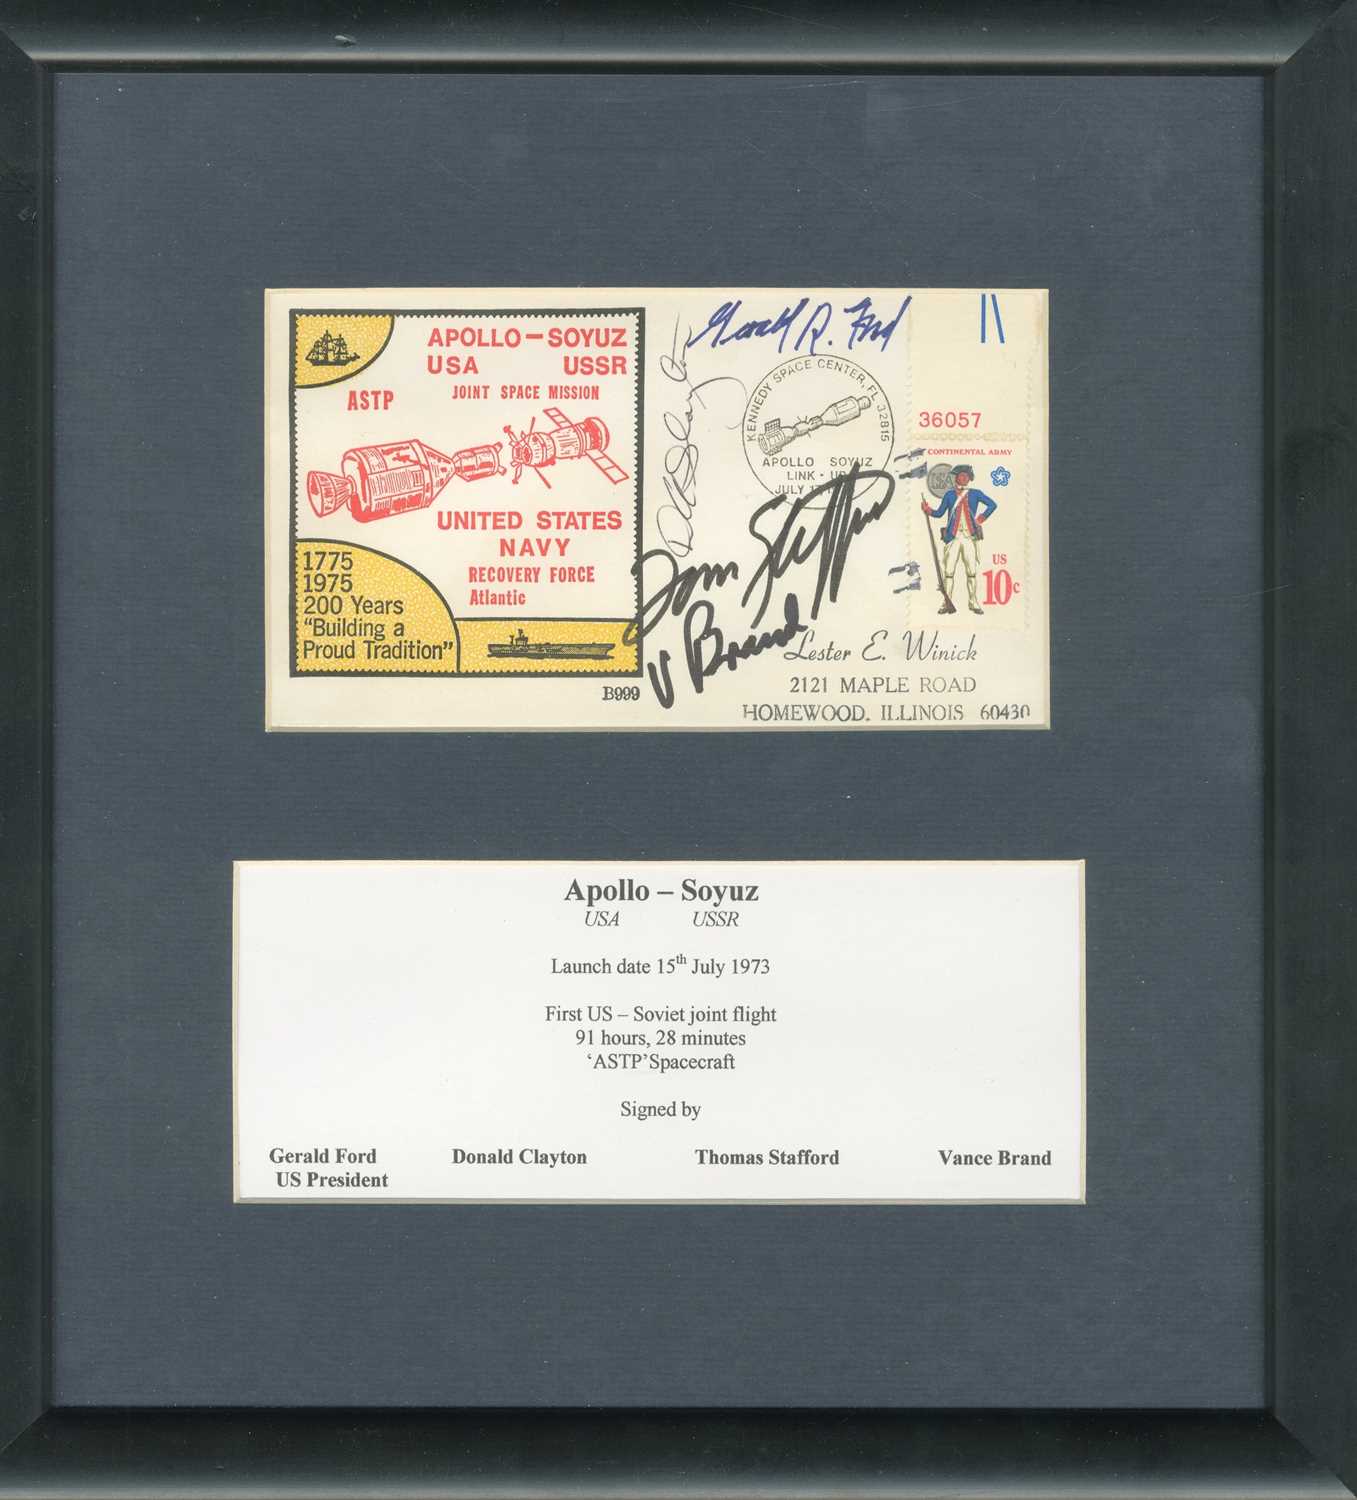 APOLLO – SOYUZ
USA USSR
JOINT SPACE MISSION
ASTP
UNITED STATES
NAVY
RECOVERY FORCE
Atlantic
1775
1975
200 Years
"Building a
Proud Tradition"
B999
Gerald R. Ford
KENNEDY SPACE CENTER, FL 32815
APOLLO SOYUZ
LINK - UP
JULY 17
Tom Stafford
V Brand
36057
CONTINENTAL ARMY
USA
US
10c
Lester E. Winick
2121 MAPLE ROAD
HOMEWOOD, ILLINOIS 60430
Apollo – Soyuz
USA USSR
Launch date 15th July 1973
First US – Soviet joint flight
91 hours, 28 minutes
‘ASTP’Spacecraft
Signed by
Gerald Ford Donald Clayton Thomas Stafford Vance Brand
US President